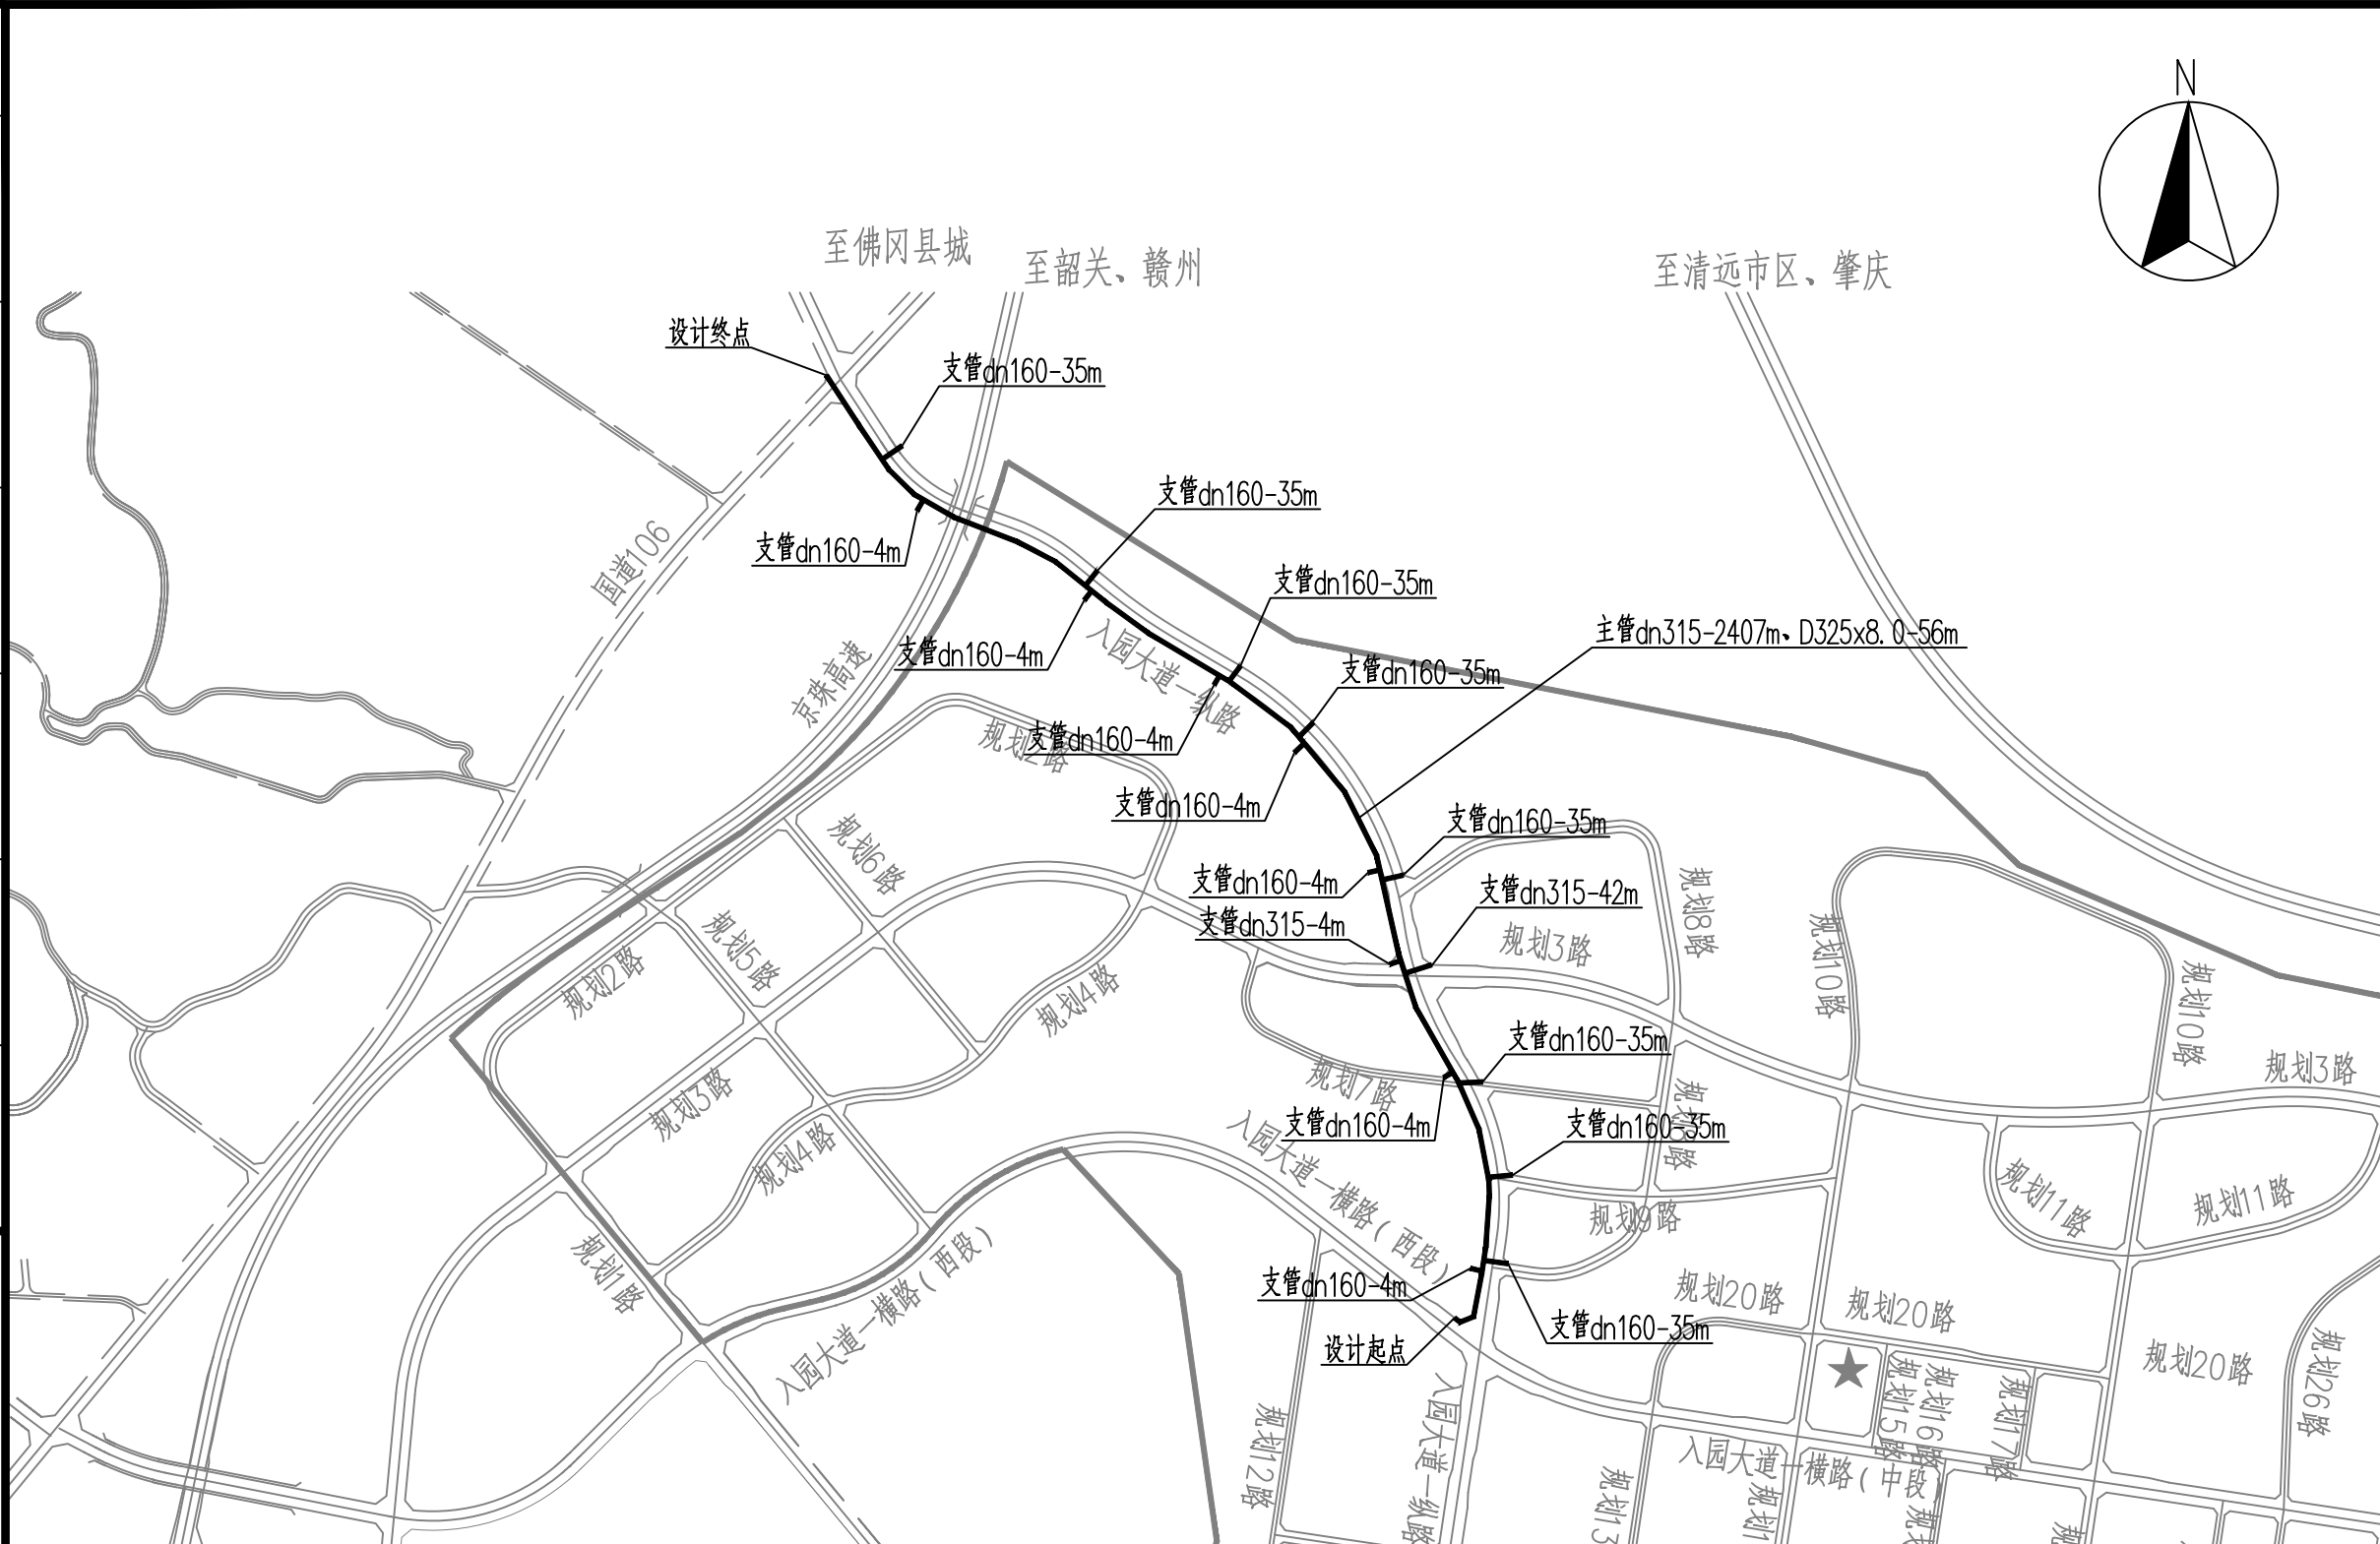 N
至佛冈县城
至韶关、赣州
至清远市区、肇庆
设计终点
支管dn160-35m
支管dn160-35m
国道106
支管dn160-4m
支管dn160-35m
主管dn315-2407m、D325x8.0-56m
支管dn160-4m
入园大道一纵路
支管dn160-35m
京珠高速
规划2路
支管dn160-4m
支管dn160-4m
支管dn160-35m
规划6路
支管dn160-4m
支管dn315-42m
规划8路
支管dn315-4m
规划5路
规划3路
规划10路
规划2路
规划4路
规划10路
支管dn160-35m
规划7路
规划3路
规划3路
支管dn160-4m
支管dn160-35m
规划4路
入园大道一横路(西段)
规划11路
规划11路
规划9路
规划1路
入园大道一横路(西段)
支管dn160-4m
规划20路
规划20路
支管dn160-35m
设计起点
规划20路
规划26路
规划15路
规划16路
规划17路
规划12路
入园大道一纵路
入园大道一横路(中段)
规划13
规划1